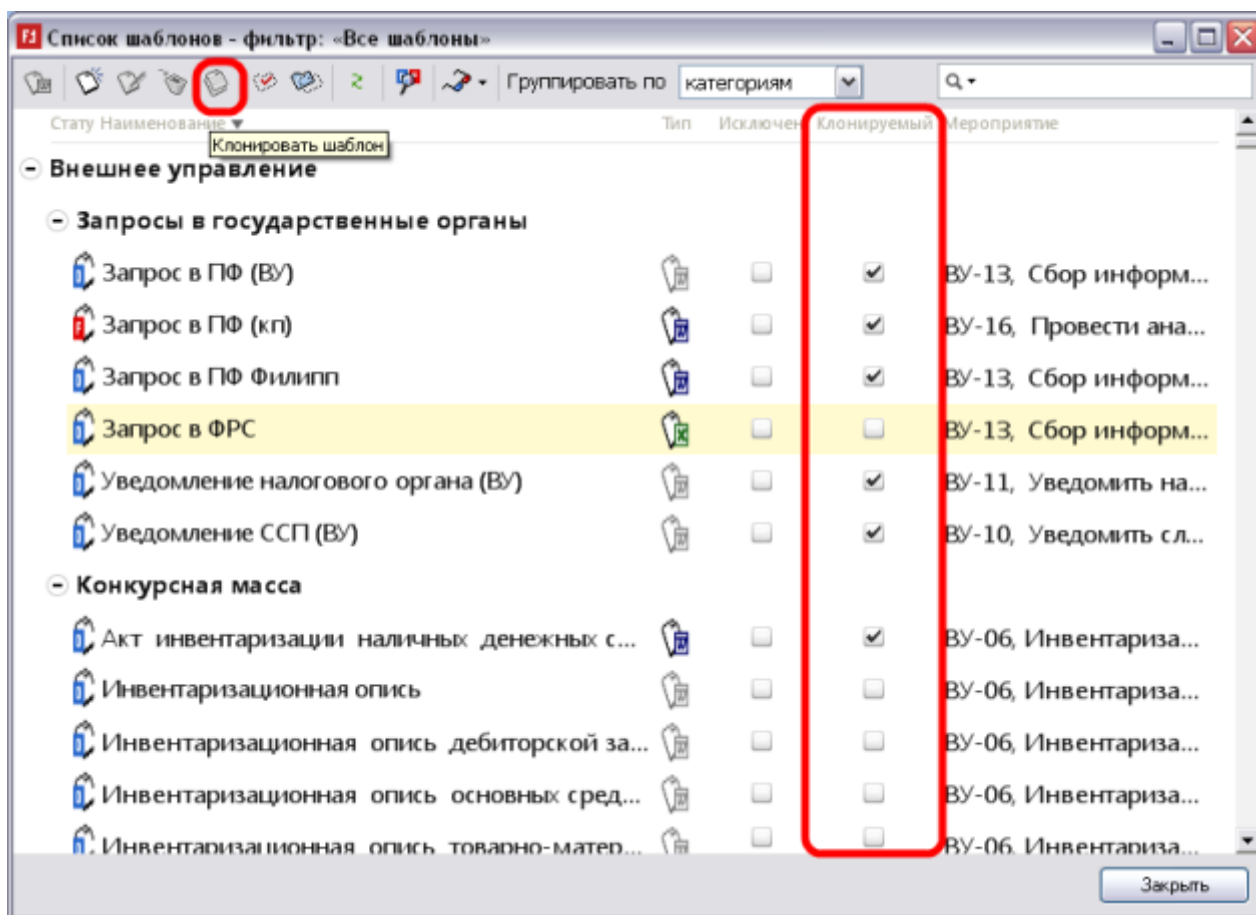 Список шаблонов - фильтр: «Все шаблоны»
Группировать по категориям
Стату Наименование Тип Исключен Клонируемый Мероприятие
Клонировать шаблон
Внешнее управление
Запросы в государственные органы
Запрос в ПФ (ВУ) ВУ-13, Сбор информ...
Запрос в ПФ (кп) ВУ-16, Провести ана...
Запрос в ПФ Филипп ВУ-13, Сбор информ...
Запрос в ФРС ВУ-13, Сбор информ...
Уведомление налогового органа (ВУ) ВУ-11, Уведомить на...
Уведомление ССП (ВУ) ВУ-10, Уведомить сл...
Конкурсная масса
Акт инвентаризации наличных денежных с... ВУ-06, Инвентариза...
Инвентаризационная опись ВУ-06, Инвентариза...
Инвентаризационная опись дебиторской за... ВУ-06, Инвентариза...
Инвентаризационная опись основных сред... ВУ-06, Инвентариза...
Инвентаризационная опись товарно-матер... ВУ-06, Инвентариза...
Закрыть